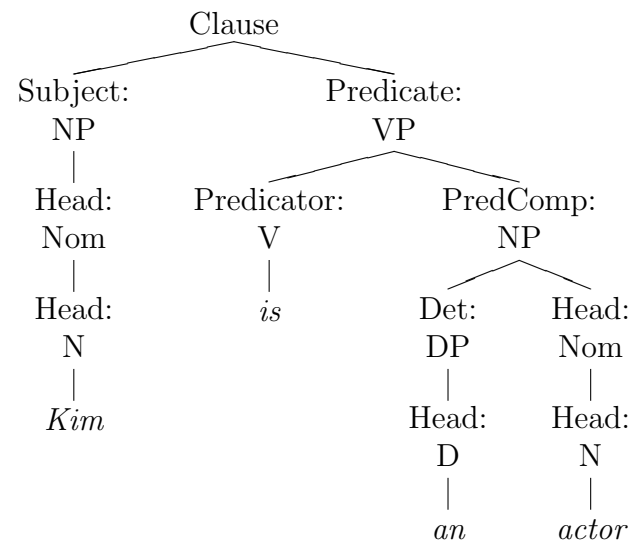 Clause
Subject: Predicate:
NP VP
Head: Predicator: PredComp:
Nom V NP
Head: is Det: Head:
N DP Nom
Kim Head: Head:
D N
an actor